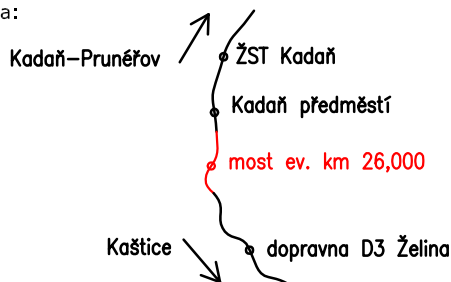 a:
Kadaň-Prunéřov
ŽST Kadaň
Kadaň předměstí
most ev. km 26,000
Kaštice
dopravna D3 Želina